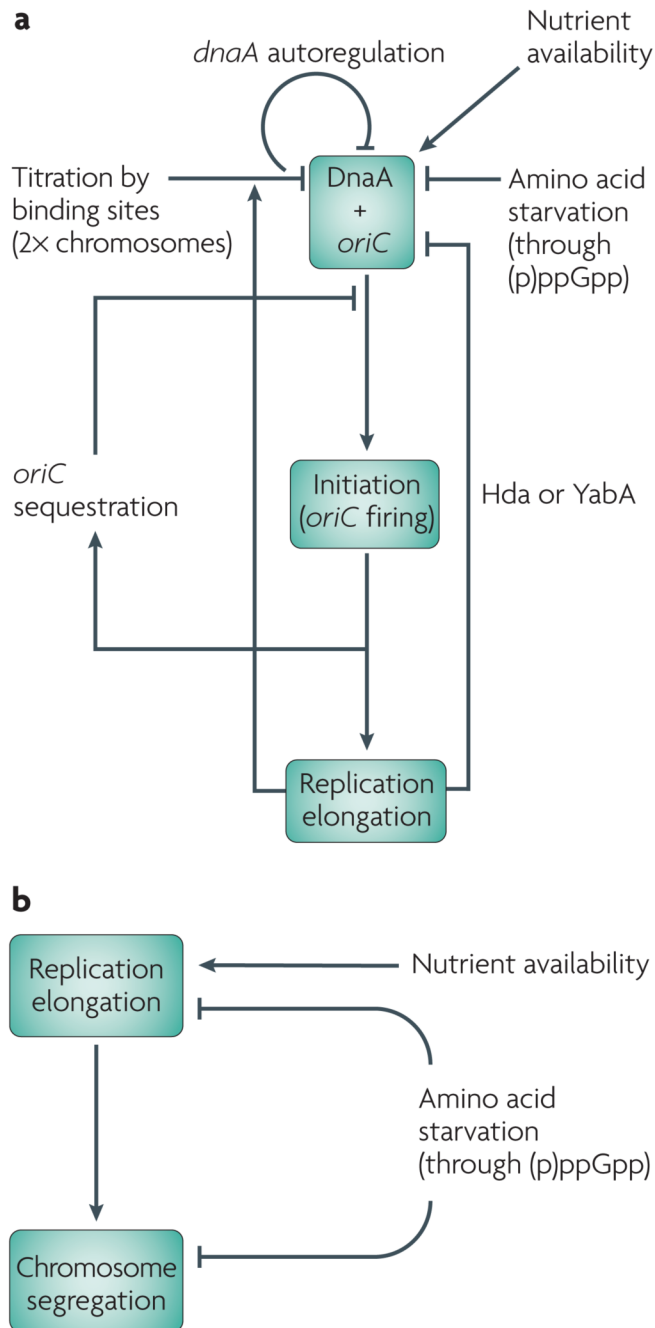 a
dnaA autoregulation
Nutrient
availability
Titration by
binding sites
(2× chromosomes)
DnaA
+
oriC
Amino acid
starvation
(through
(p)ppGpp)
oriC
sequestration
Initiation
(oriC firing)
Hda or YabA
Replication
elongation
b
Replication
elongation
Nutrient availability
Amino acid
starvation
(through (p)ppGpp)
Chromosome
segregation